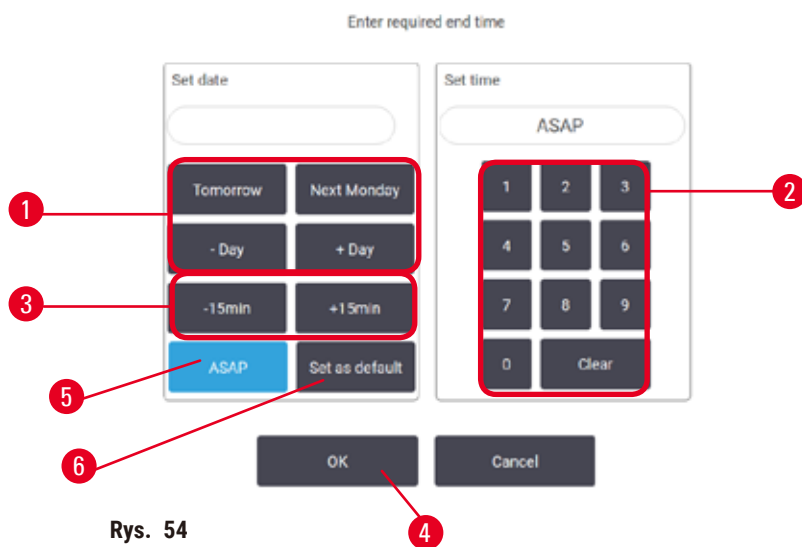 Enter required end time
Set date
Set time
ASAP
Tomorrow
Next Monday
1
2
3
1
2
- Day
+ Day
4
5
6
-15min
+15min
7
8
9
3
ASAP
Set as default
0
Clear
5
6
OK
Cancel
4
Rys. 54